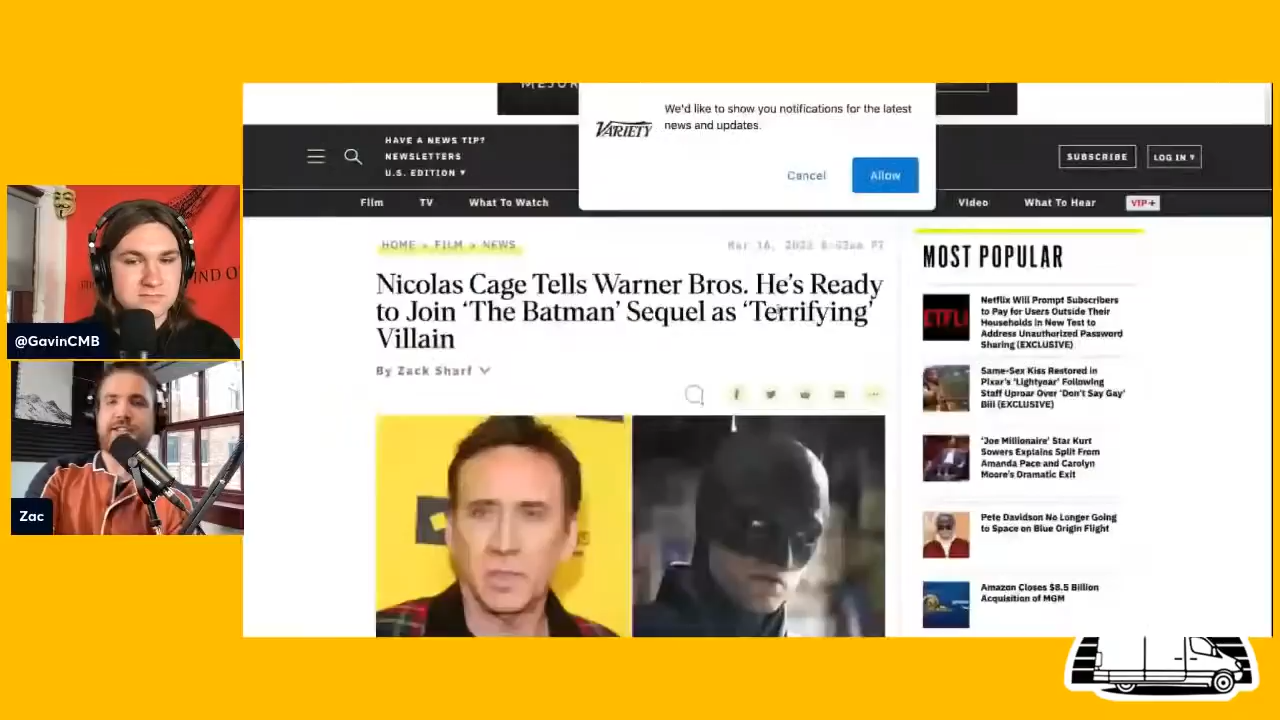 We'd like to show you notifications for the latest
news and updates.
VARIETY
Cancel
Allow
HAVE A NEWS TIP?
NEWSLETTERS
U.S. EDITION
SUBSCRIBE
LOG IN
Film
TV
What To Watch
Video
What To Hear
VIP+
HOME > FILM > NEWS
Nicolas Cage Tells Warner Bros. He's Ready
to Join 'The Batman' Sequel as 'Terrifying'
Villain
By Zack Sharf
MOST POPULAR
Netflix Will Prompt Subscribers
to Pay for Users Outside Their
Households in New Test to
Address Unauthorized Password
Sharing (EXCLUSIVE)
Same-Sex Kiss Restored in
Pixar's 'Lightyear' Following
Staff Uproar Over 'Don't Say Gay'
Bill (EXCLUSIVE)
'Joe Millionaire' Star Kurt
Sowers Explains Split From
Amanda Pace and Carolyn
Moore's Dramatic Exit
Pete Davidson No Longer Going
to Space on Blue Origin Flight
Amazon Closes $8.5 Billion
Acquisition of MGM
@GavinCMB
Zac